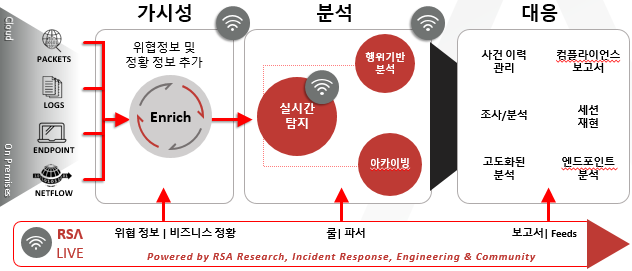 가시성
분석
대응
Cloud
On Premises
PACKETS
LOGS
ENDPOINT
NETFLOW
위협정보 및
정황 정보 추가
Enrich
행위기반
분석
실시간
탐지
아카이빙
사건 이력
관리
컴플라이언스
보고서
조사/분석
세션
재현
고도화된
분석
엔드포인트
분석
RSA
LIVE
위협 정보 | 비즈니스 정황
룰| 파서
보고서| Feeds
Powered by RSA Research, Incident Response, Engineering & Community